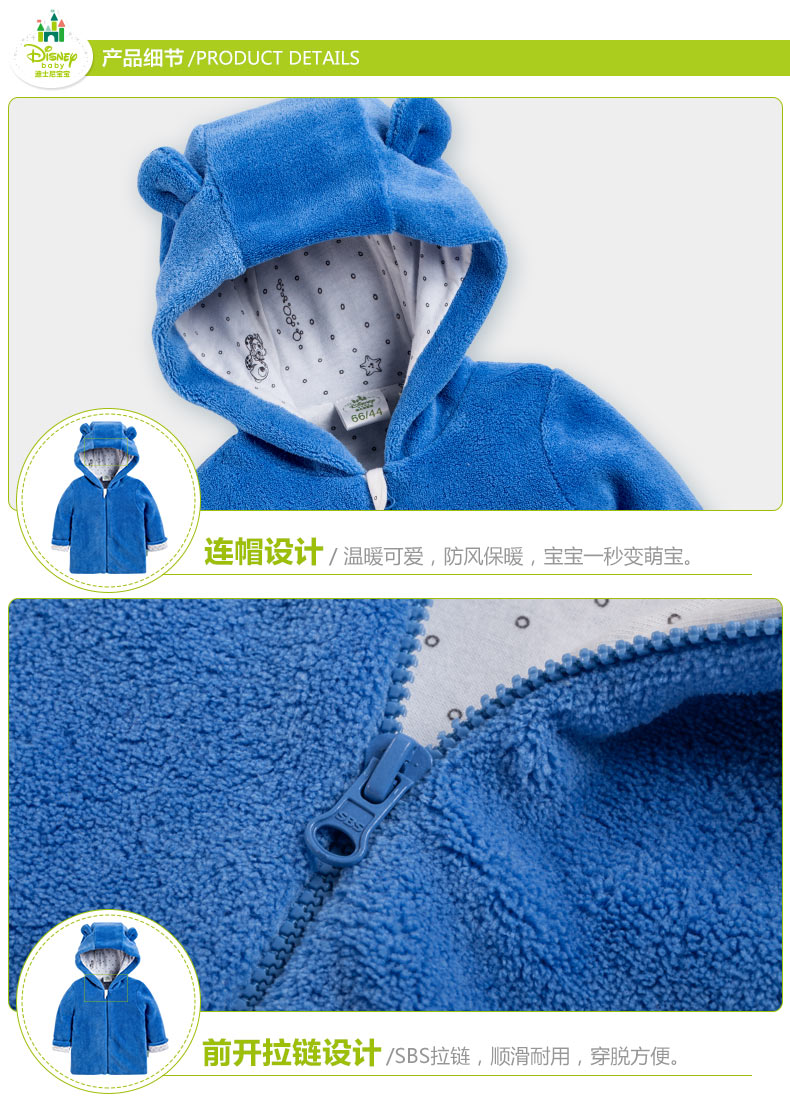 Disney
baby
迪士尼宝宝
产品细节/PRODUCT DETAILS
Disney
66/44
连帽设计 / 温暖可爱，防风保暖，宝宝一秒变萌宝。
SBS
前开拉链设计 /SBS拉链，顺滑耐用，穿脱方便。